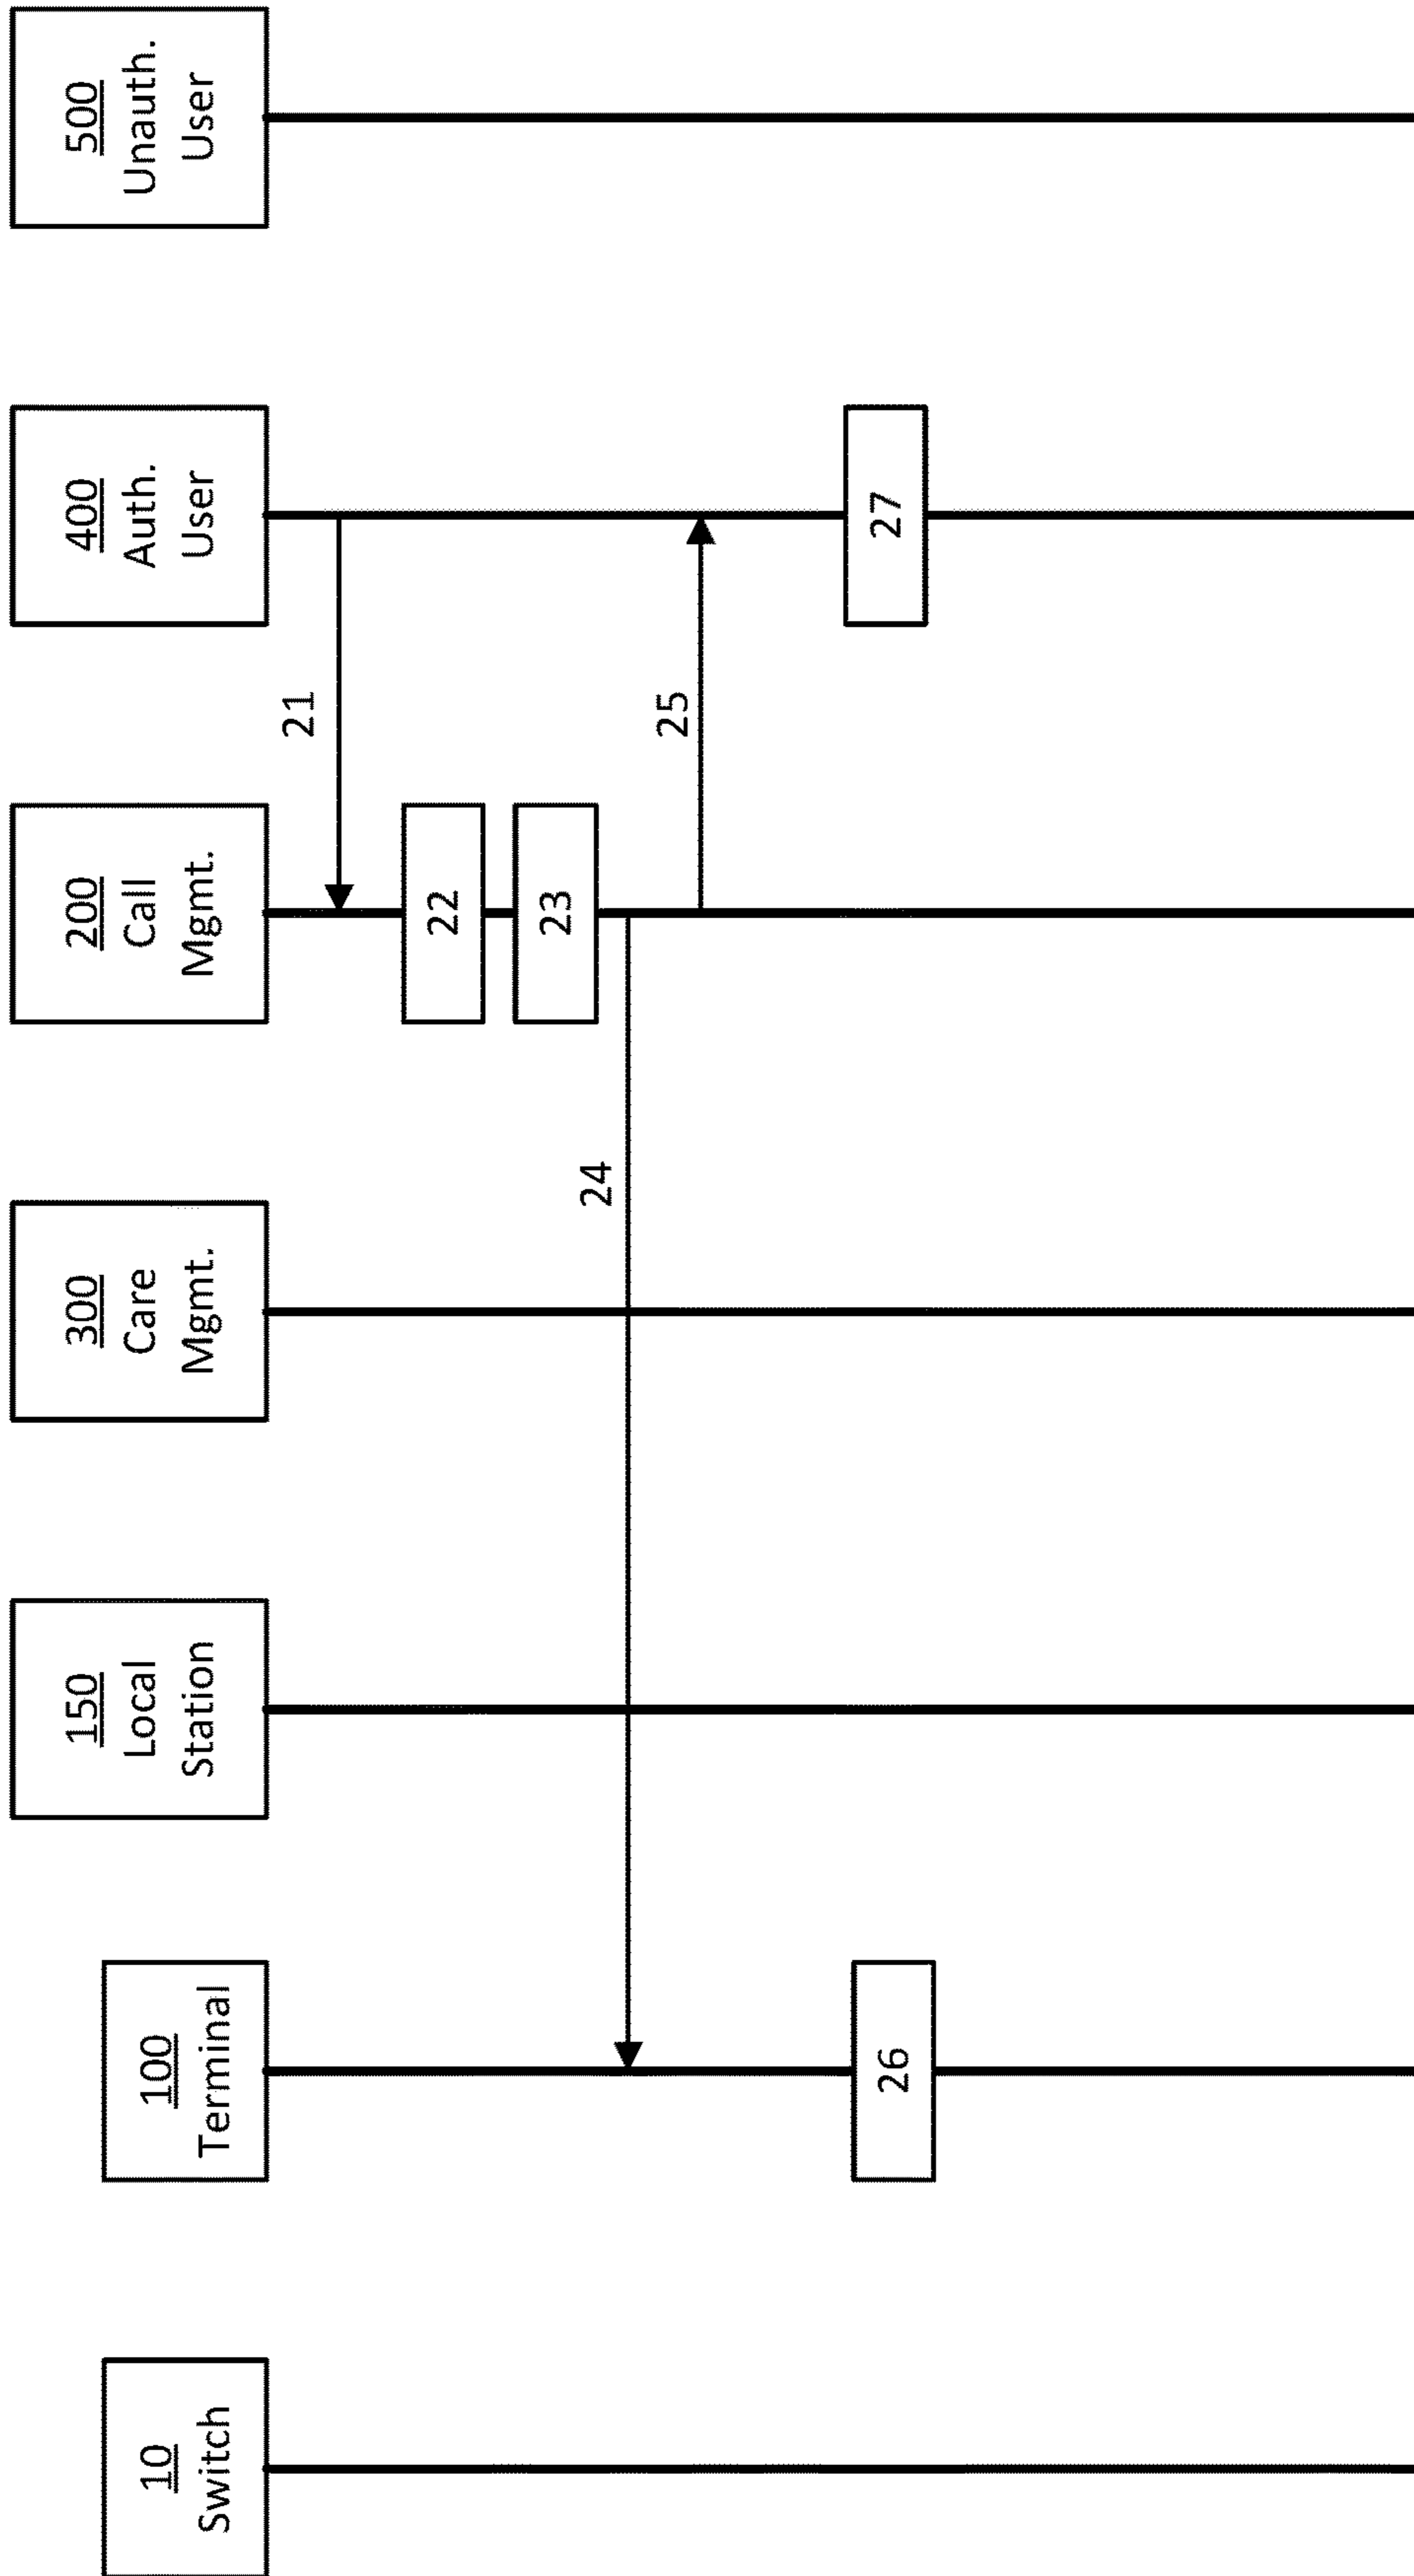 10
Switch
100
Terminal
150
Local
Station
300
Care
Mgmt.
200
Call
Mgmt.
400
Auth.
User
500
Unauth.
User
21
22
23
24
25
26
27